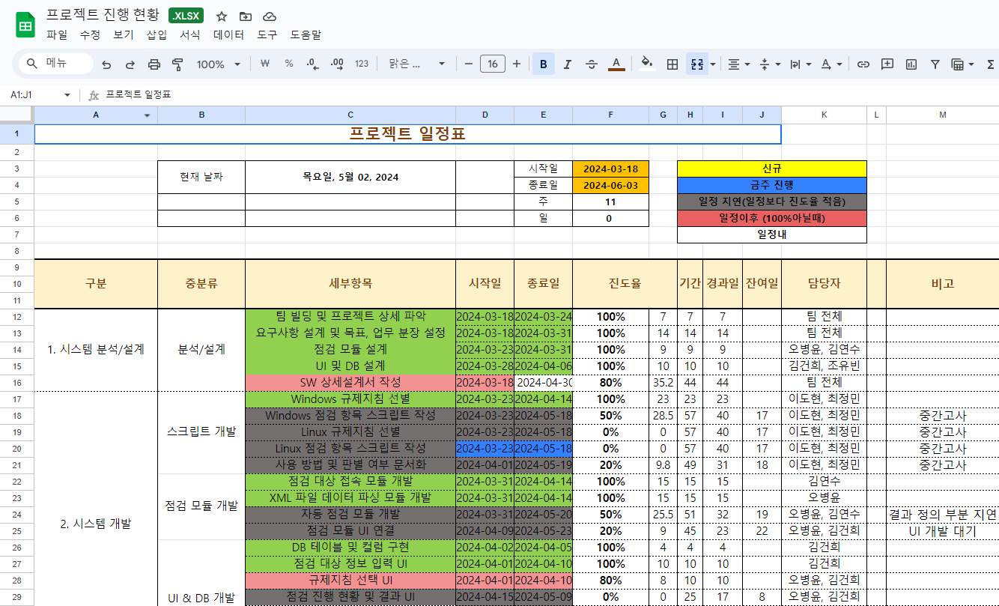 프로젝트 진행 현황 .XLSX
파일 수정 보기 삽입 서식 데이터 도구 도움말
메뉴 100% ₩ % .0 .00 123 맑은 ... 16 B I A A Σ
A1:J1 fx 프로젝트 일정표
A B C D E F G H I J K L M
1 프로젝트 일정표
2
3 현재 날짜 목요일, 5월 02, 2024 시작일 2024-03-18 신규
4 종료일 2024-06-03 금주 진행
5 주 11 일정 지연(일정보다 진도율 적음)
6 일 0 일정이후 (100%아닐때)
7 일정내
8
9
10 구분 중분류 세부항목 시작일 종료일 진도율 기간 경과일 잔여일 담당자 비고
11
12 팀 빌딩 및 프로젝트 상세 파악 2024-03-18 2024-03-24 100% 7 7 7 팀 전체
13 요구사항 설계 및 목표, 업무 분장 설정 2024-03-18 2024-03-31 100% 14 14 14 팀 전체
14 1. 시스템 분석/설계 분석/설계 점검 모듈 설계 2024-03-23 2024-03-31 100% 9 9 9 오병윤, 김연수
15 UI 및 DB 설계 2024-03-28 2024-04-06 100% 10 10 10 김건희, 조유빈
16 SW 상세설계서 작성 2024-03-18 2024-04-30 80% 35.2 44 44 팀 전체
17 Windows 규제지침 선별 2024-03-23 2024-04-14 100% 23 23 23 이도현, 최정민
18 Windows 점검 항목 스크립트 작성 2024-03-23 2024-05-18 50% 28.5 57 40 17 이도현, 최정민 중간고사
19 스크립트 개발 Linux 규제지침 선별 2024-03-23 2024-05-18 0% 0 57 40 17 이도현, 최정민 중간고사
20 Linux 점검 항목 스크립트 작성 2024-03-23 2024-05-18 0% 0 57 40 17 이도현, 최정민 중간고사
21 사용 방법 및 판별 여부 문서화 2024-04-01 2024-05-19 20% 9.8 49 31 18 이도현, 최정민 중간고사
22 점검 대상 접속 모듈 개발 2024-03-31 2024-04-14 100% 15 15 15 김연수
23 XML 파일 데이터 파싱 모듈 개발 2024-03-31 2024-04-14 100% 15 15 15 오병윤
24 점검 모듈 개발 자동 점검 모듈 개발 2024-03-31 2024-05-20 50% 25.5 51 32 19 오병윤, 김연수 결과 정의 부분 지연
25 2. 시스템 개발 점검 모듈 UI 연결 2024-04-09 2024-05-23 20% 9 45 23 22 오병윤, 김건희 UI 개발 대기
26 DB 테이블 및 컬럼 구현 2024-04-02 2024-04-05 100% 4 4 4 김건희
27 점검 대상 정보 입력 UI 2024-04-01 2024-04-10 100% 10 10 10 김건희
28 규제지침 선택 UI 2024-04-01 2024-04-10 80% 8 10 10 오병윤, 김건희
29 UI & DB 개발 점검 진행 현황 및 결과 UI 2024-04-15 2024-05-09 0% 0 25 17 8 오병윤, 김건희